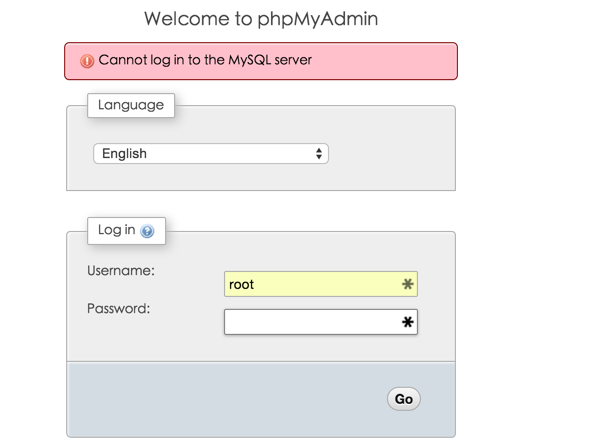 Welcome to phpMyAdmin
Cannot log in to the MySQL server
Language
English
Log in
Username:
root
Password:
Go